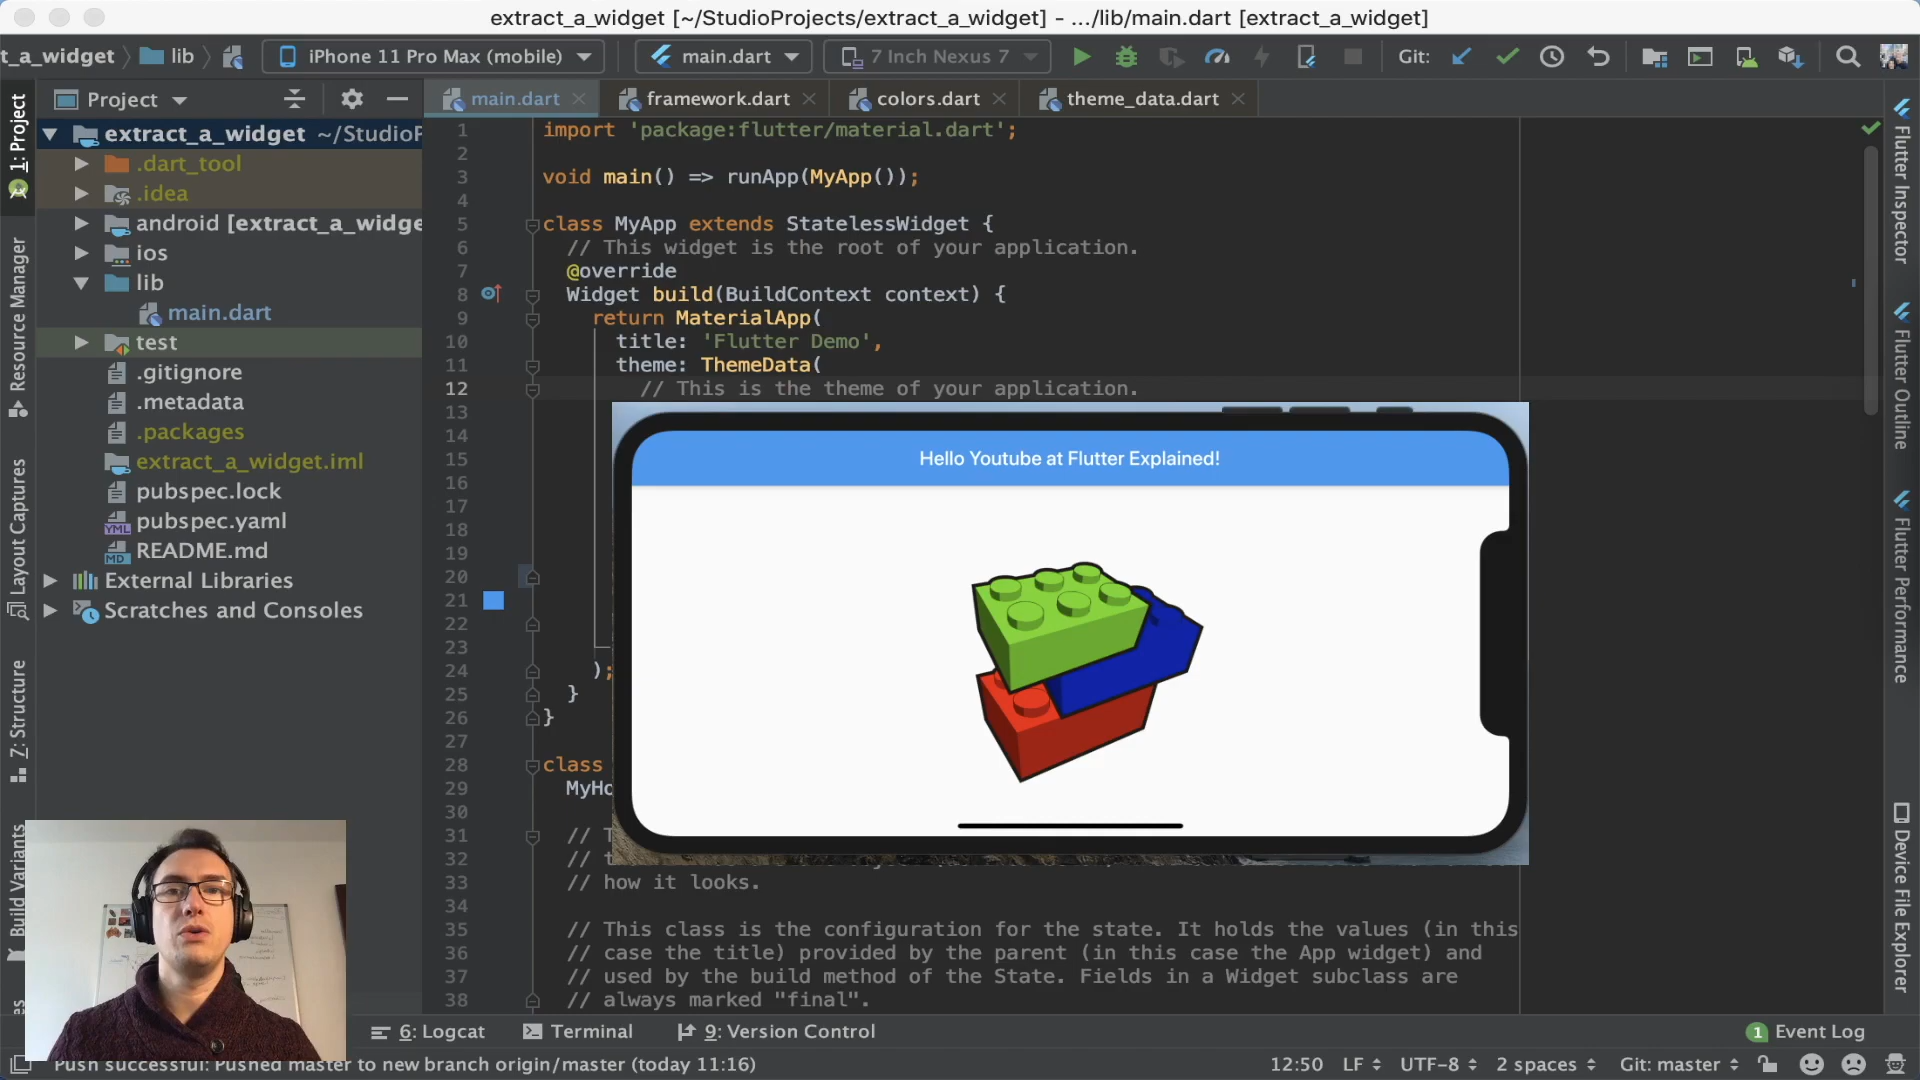 extract_a_widget [~/StudioProjects/extract_a_widget] - .../lib/main.dart [extract_a_widget]
t_a_widget
lib
iPhone 11 Pro Max (mobile)
main.dart
7 Inch Nexus 7
Git:
Project
main.dart
framework.dart
colors.dart
theme_data.dart
1: Project
Resource Manager
Layout Captures
Z: Structure
Build Variants
extract_a_widget ~/StudioP
.dart_tool
.idea
android [extract_a_widge
ios
lib
main.dart
test
.gitignore
.metadata
.packages
extract_a_widget.iml
pubspec.lock
YML pubspec.yaml
MD README.md
External Libraries
Scratches and Consoles
1 import 'package:flutter/material.dart';
2
3 void main() => runApp(MyApp());
4
5 class MyApp extends StatelessWidget {
6 // This widget is the root of your application.
7 @override
8 Widget build(BuildContext context) {
9 return MaterialApp(
10 title: 'Flutter Demo',
11 theme: ThemeData(
12 // This is the theme of your application.
13
14
15
16
17
18
19
20
21
22
23
24 );
25 }
26 }
27
28 class
29 MyHo
30
31 // T
32 // t
33 // how it looks.
34
35 // This class is the configuration for the state. It holds the values (in this
36 // case the title) provided by the parent (in this case the App widget) and
37 // used by the build method of the State. Fields in a Widget subclass are
38 // always marked "final".
Hello Youtube at Flutter Explained!
Flutter Inspector
Flutter Outline
Flutter Performance
Device File Explorer
6: Logcat
Terminal
9: Version Control
1 Event Log
Push successful: Pushed master to new branch origin/master (today 11:16)
12:50
LF
UTF-8
2 spaces
Git: master